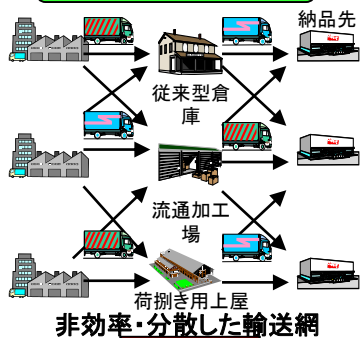 納品先
従来型倉
庫
流通加工
場
荷捌き用上屋
非効率・分散した輸送網